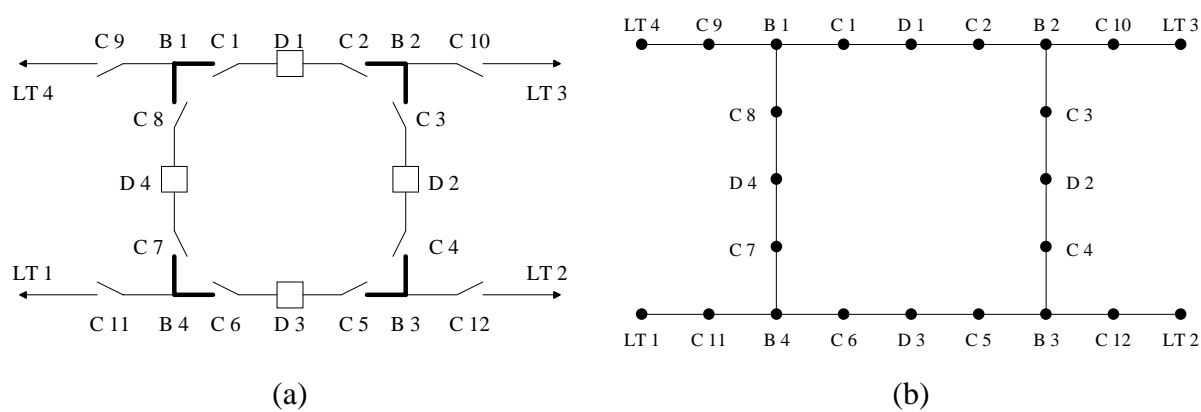 C 9 B 1 C 1 D 1 C 2 B 2 C 10
LT 4 LT 3
C 8 C 3
D 4 D 2
C 7 C 4
LT 1 LT 2
C 11 B 4 C 6 D 3 C 5 B 3 C 12
(a)
LT 4 C 9 B 1 C 1 D 1 C 2 B 2 C 10 LT 3
C 8 C 3
D 4 D 2
C 7 C 4
LT 1 C 11 B 4 C 6 D 3 C 5 B 3 C 12 LT 2
(b)